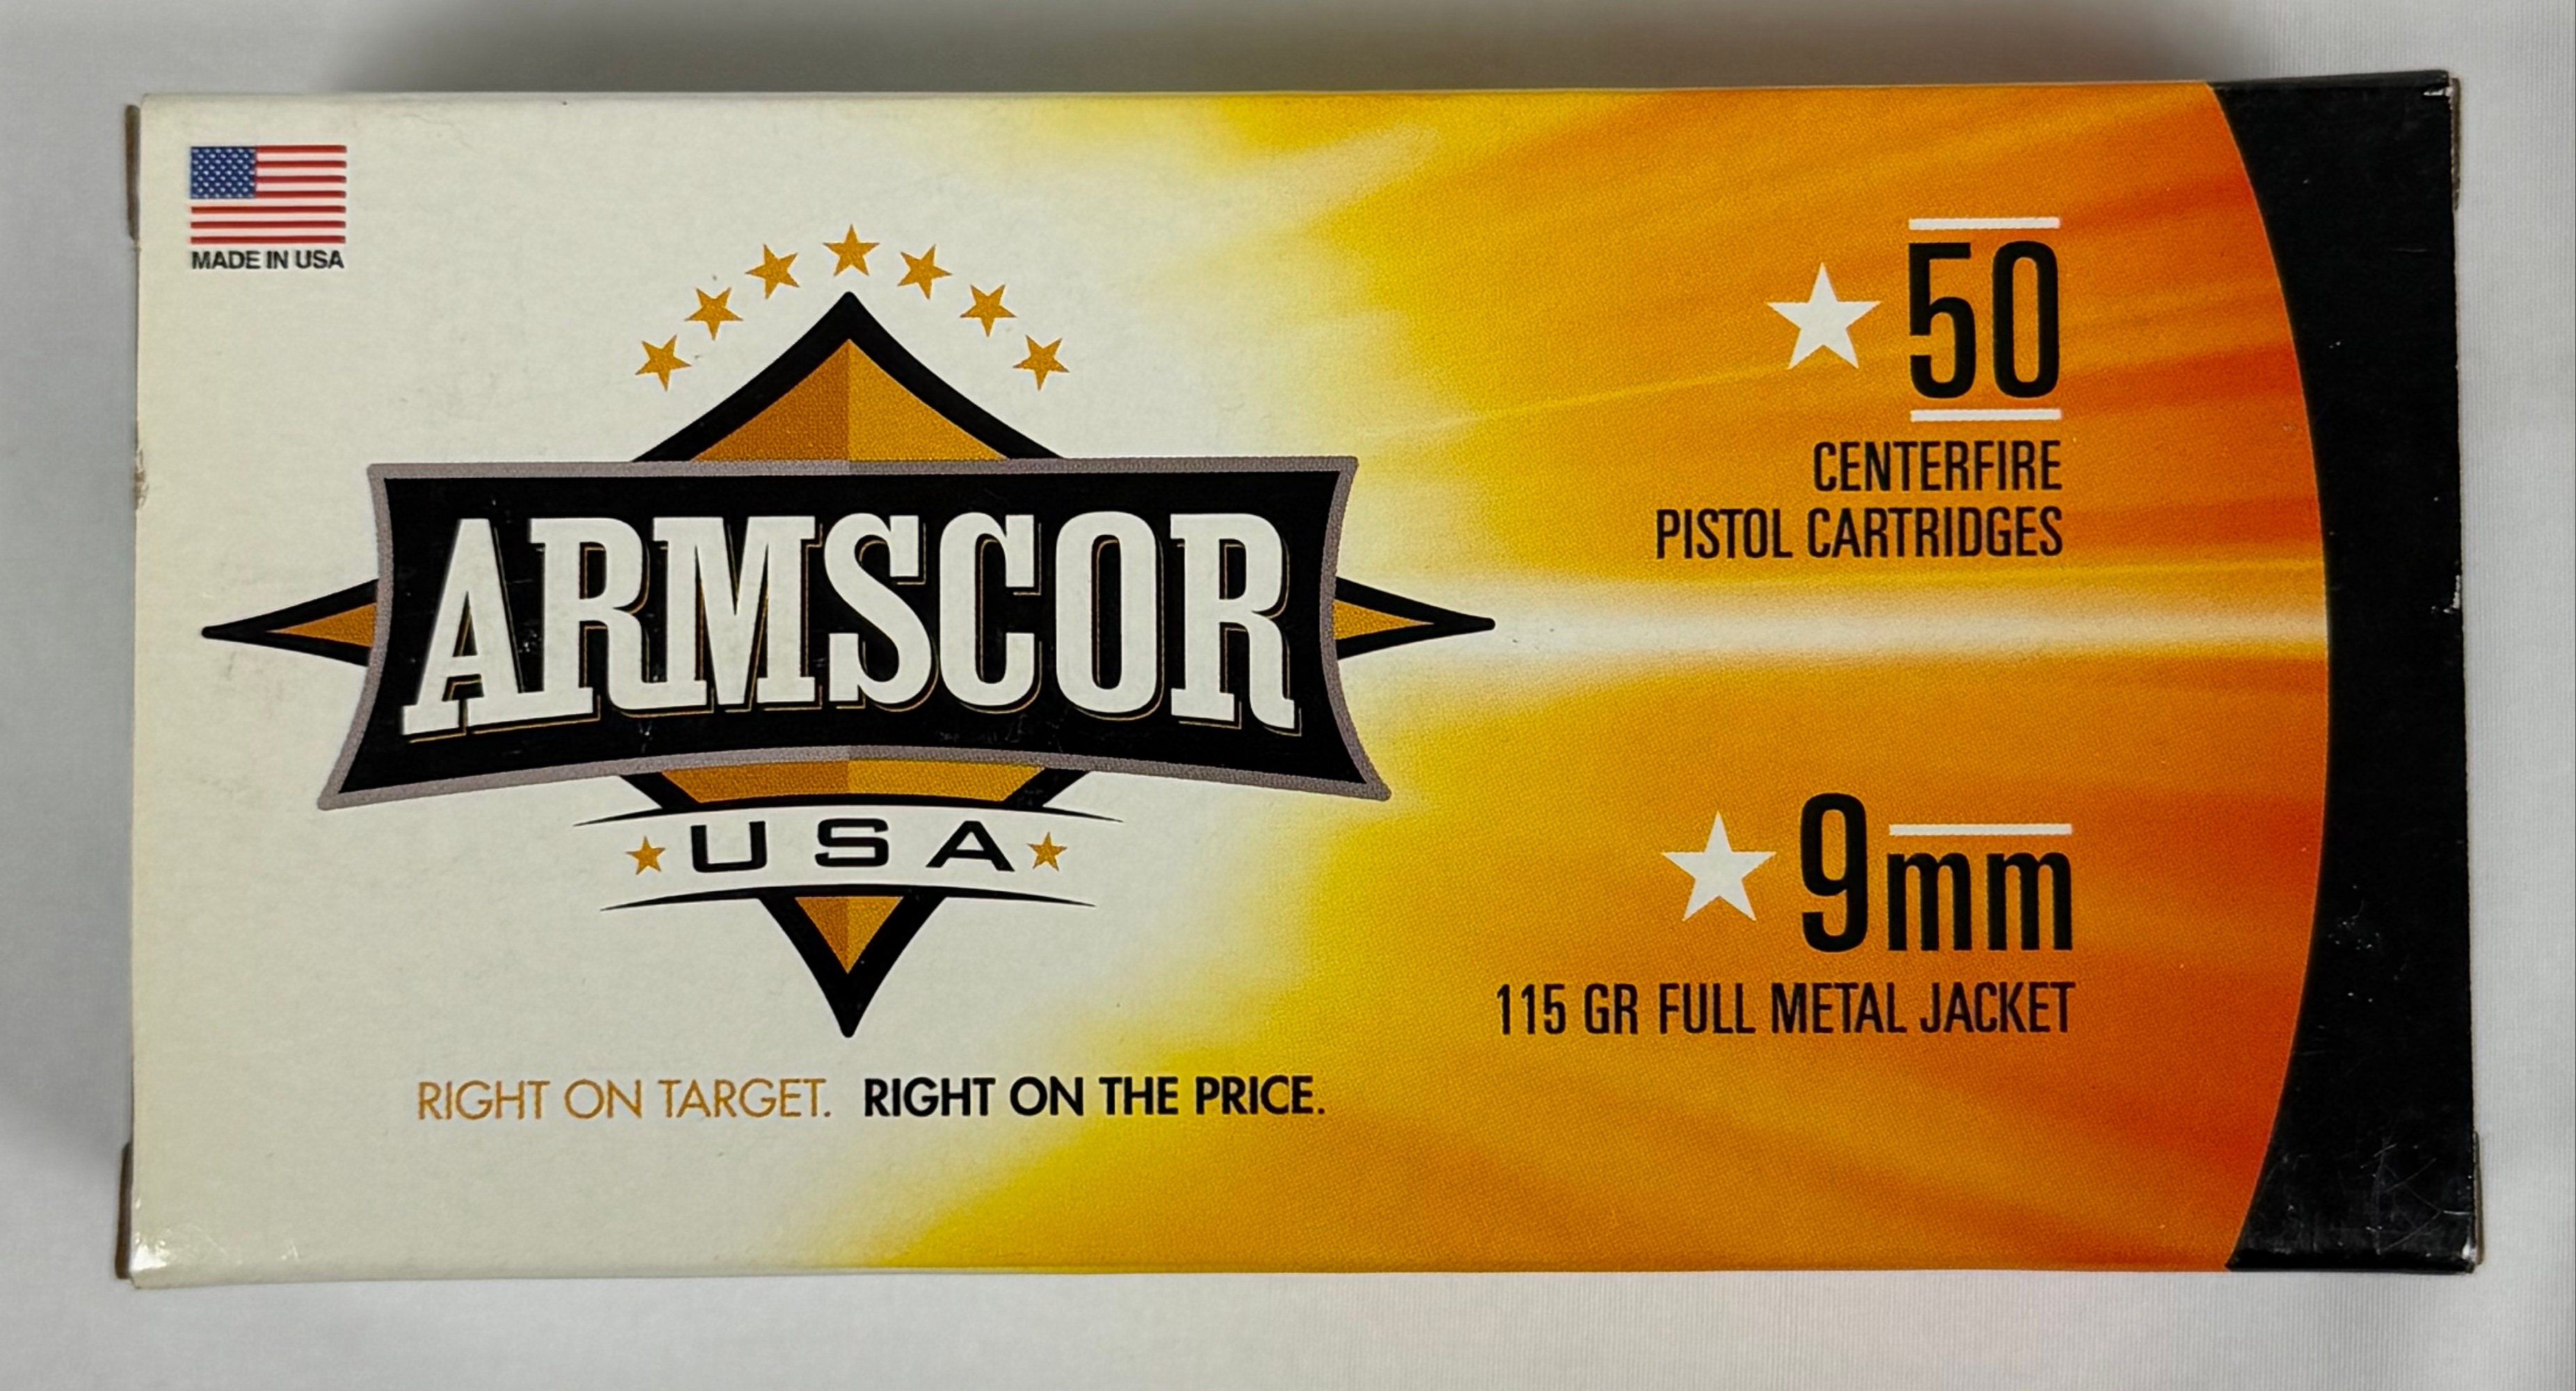 MADE IN USA
ARMSCOR
USA
RIGHT ON TARGET. RIGHT ON THE PRICE.
50
CENTERFIRE
PISTOL CARTRIDGES
9mm
115 GR FULL METAL JACKET